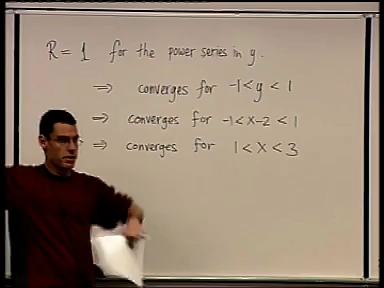 R = 1 for the power series in y.
⇒ converges for -1 < y < 1
⇒ converges for -1 < x-2 < 1
⇒ converges for 1 < x < 3